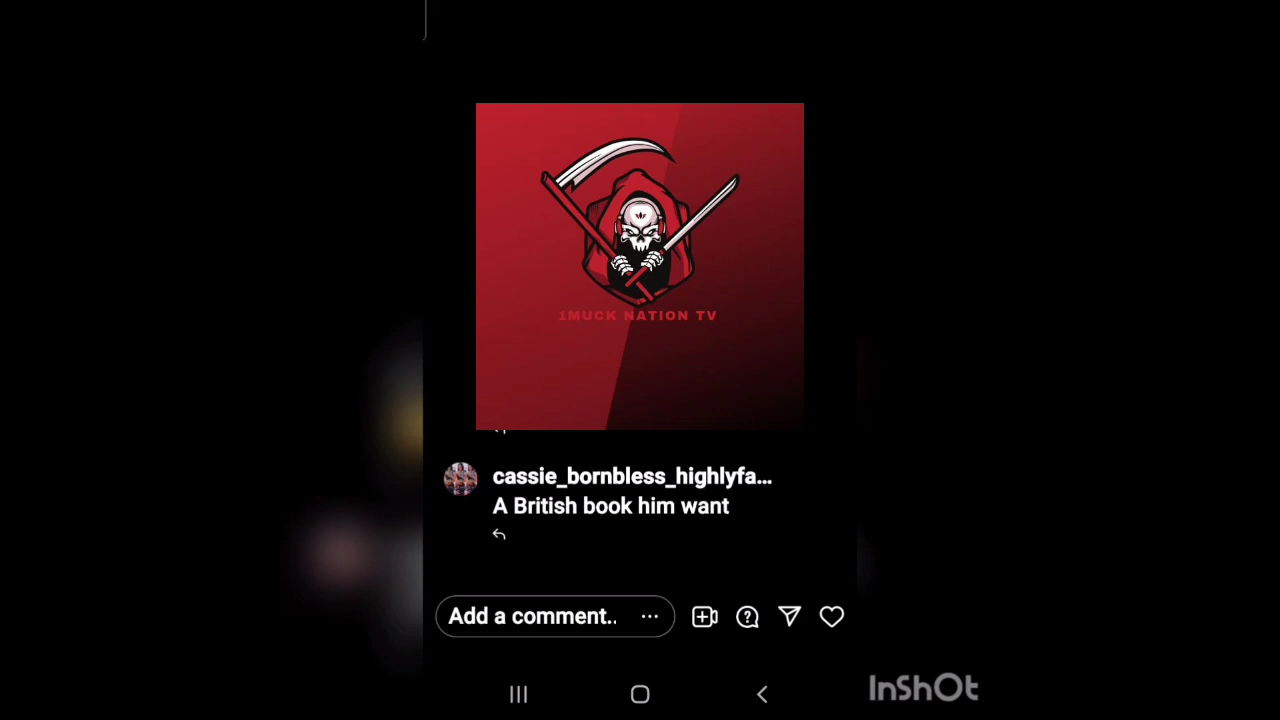 1MUCK NATION TV
cassie_bornbless_highlyfa...
A British book him want
Add a comment..
InShOt